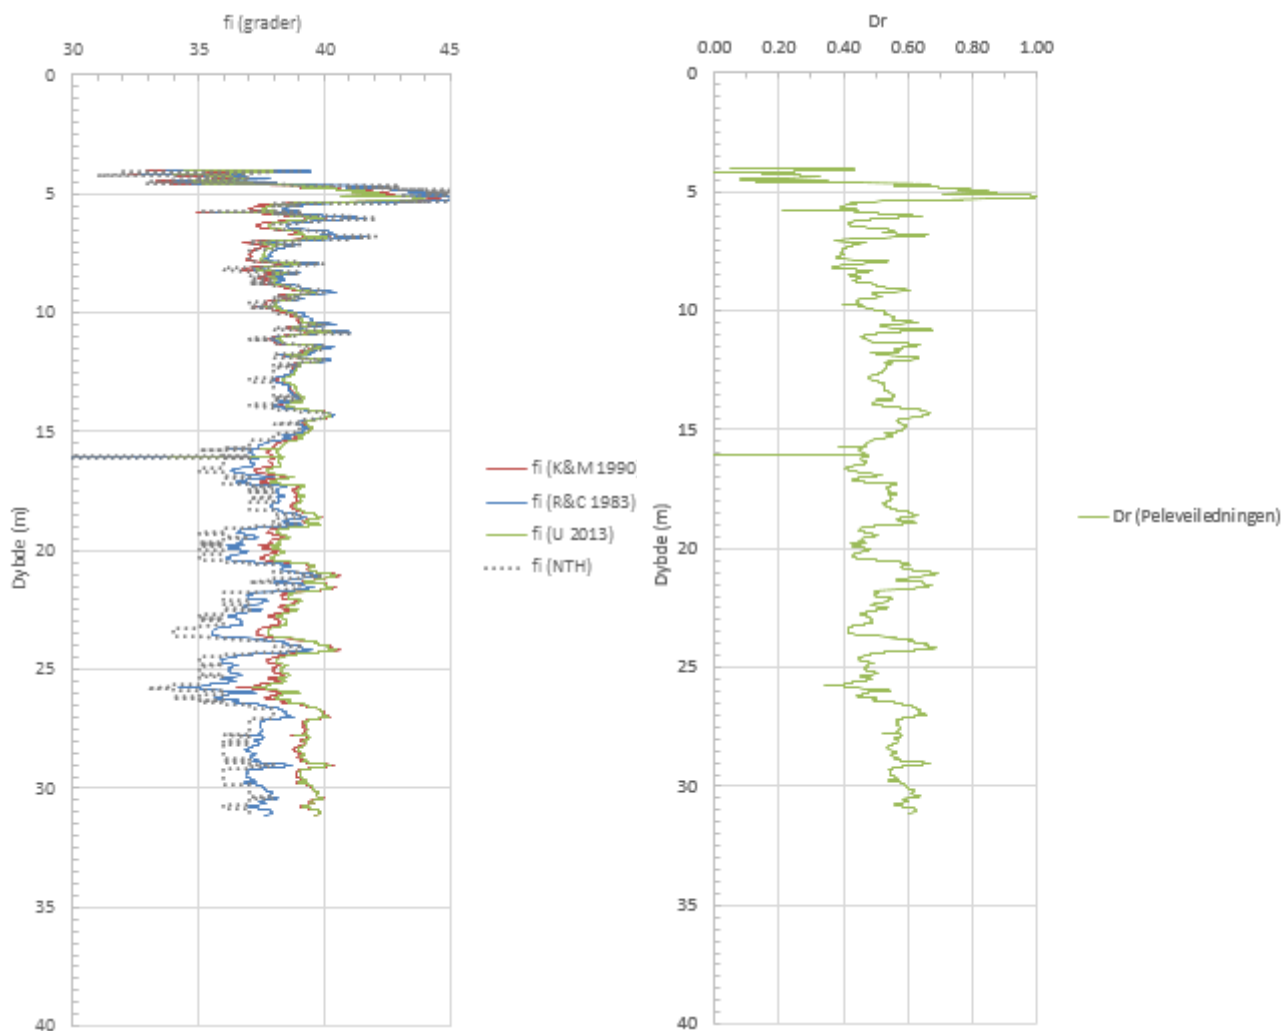 fi (grader)
30 35 40 45
0
5
10
15
20
25
30
35
40
Dybde (m)
fi (K&M 1990
fi (R&C 1983)
fi (U 2013)
fi (NTH)
Dr
0.00 0.20 0.40 0.60 0.80 1.00
0
5
10
15
20
25
30
35
40
Dybde (m)
Dr (Peleveiledningen)